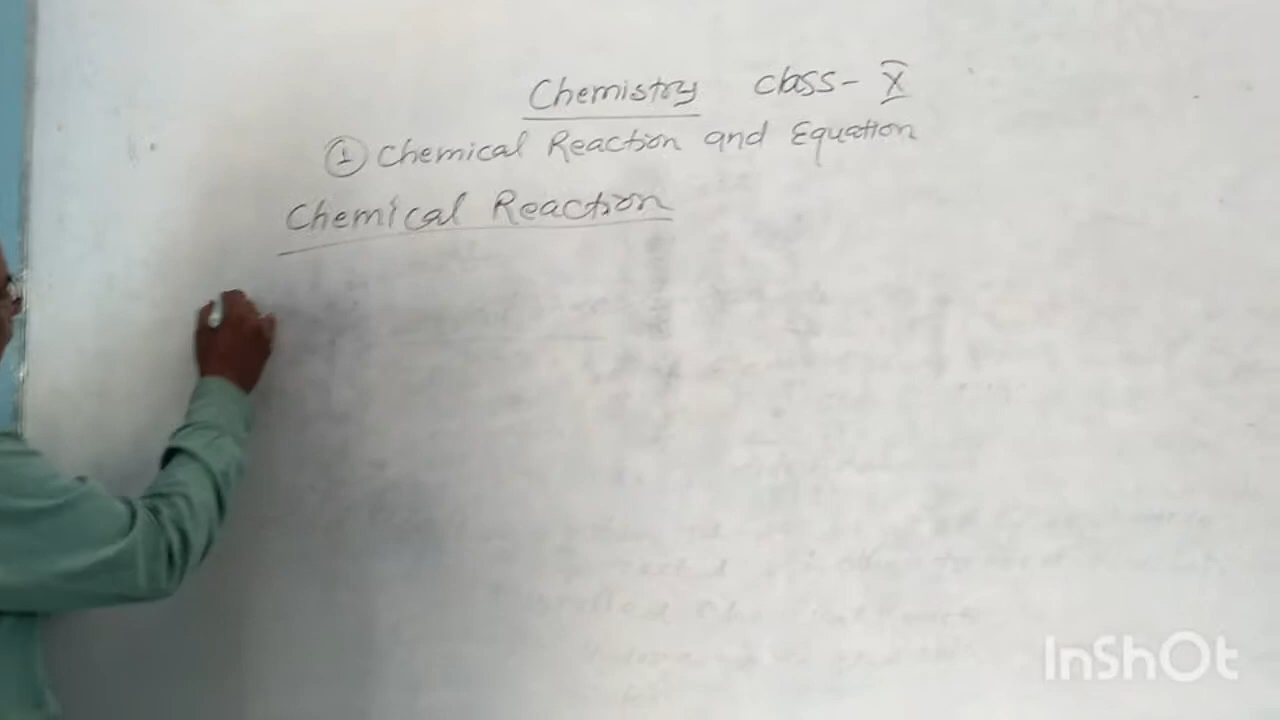 Chemistry class- X
① Chemical Reaction and Equation
Chemical Reaction
InShOt